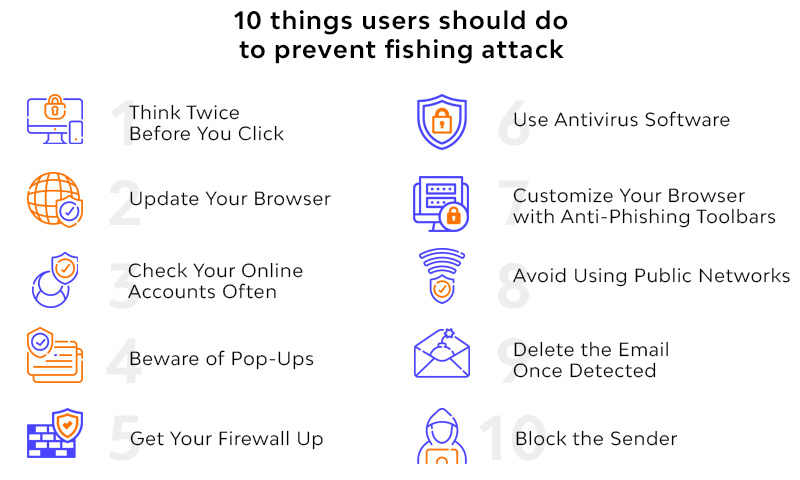 10 things users should do
to prevent fishing attack
1
Think Twice
Before You Click
2
Update Your Browser
3
Check Your Online
Accounts Often
4
Beware of Pop-Ups
5
Get Your Firewall Up
6
Use Antivirus Software
7
Customize Your Browser
with Anti-Phishing Toolbars
8
Avoid Using Public Networks
9
Delete the Email
Once Detected
10
Block the Sender